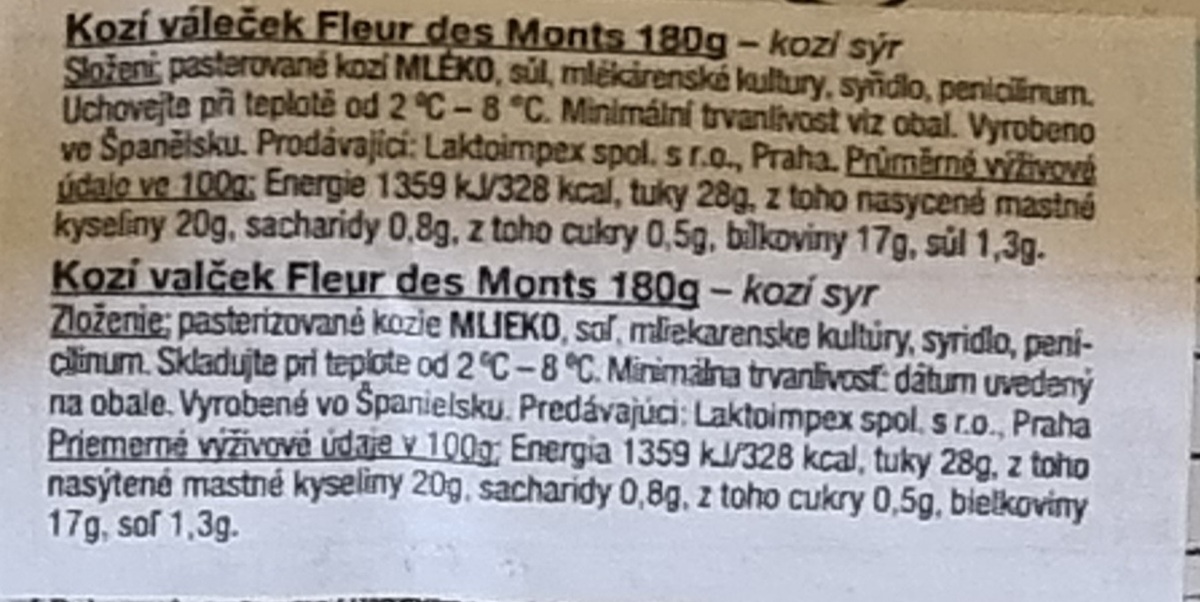 Kozí váleček Fleur des Monts 180g – kozí sýr
Složení: pasterované kozí MLÉKO, sůl, mlékárenské kultury, syřidlo, penicilinum.
Uchovejte při teplotě od 2 °C – 8 °C. Minimální trvanlivost viz obal. Vyrobeno
ve Španělsku. Prodávající: Laktoimpex spol. s r.o., Praha. Průměrné výživové
údaje ve 100g: Energie 1359 kJ/328 kcal, tuky 28g, z toho nasycené mastné
kyseliny 20g, sacharidy 0,8g, z toho cukry 0,5g, bílkoviny 17g, sůl 1,3g.
Kozí valček Fleur des Monts 180g – kozí syr
Zloženie: pasterizované kozie MLIEKO, soľ, mliekarenske kultúry, syridlo, peni-
cilinum. Skladujte pri teplote od 2 °C – 8 °C. Minimálna trvanlivosť: dátum uvedený
na obale. Vyrobené vo Španielsku. Predávajúci: Laktoimpex spol. s r.o., Praha
Priemerné výživové údaje v 100g: Energia 1359 kJ/328 kcal, tuky 28g, z toho
nasýtené mastné kyseliny 20g, sacharidy 0,8g, z toho cukry 0,5g, bielkoviny
17g, soľ 1,3g.